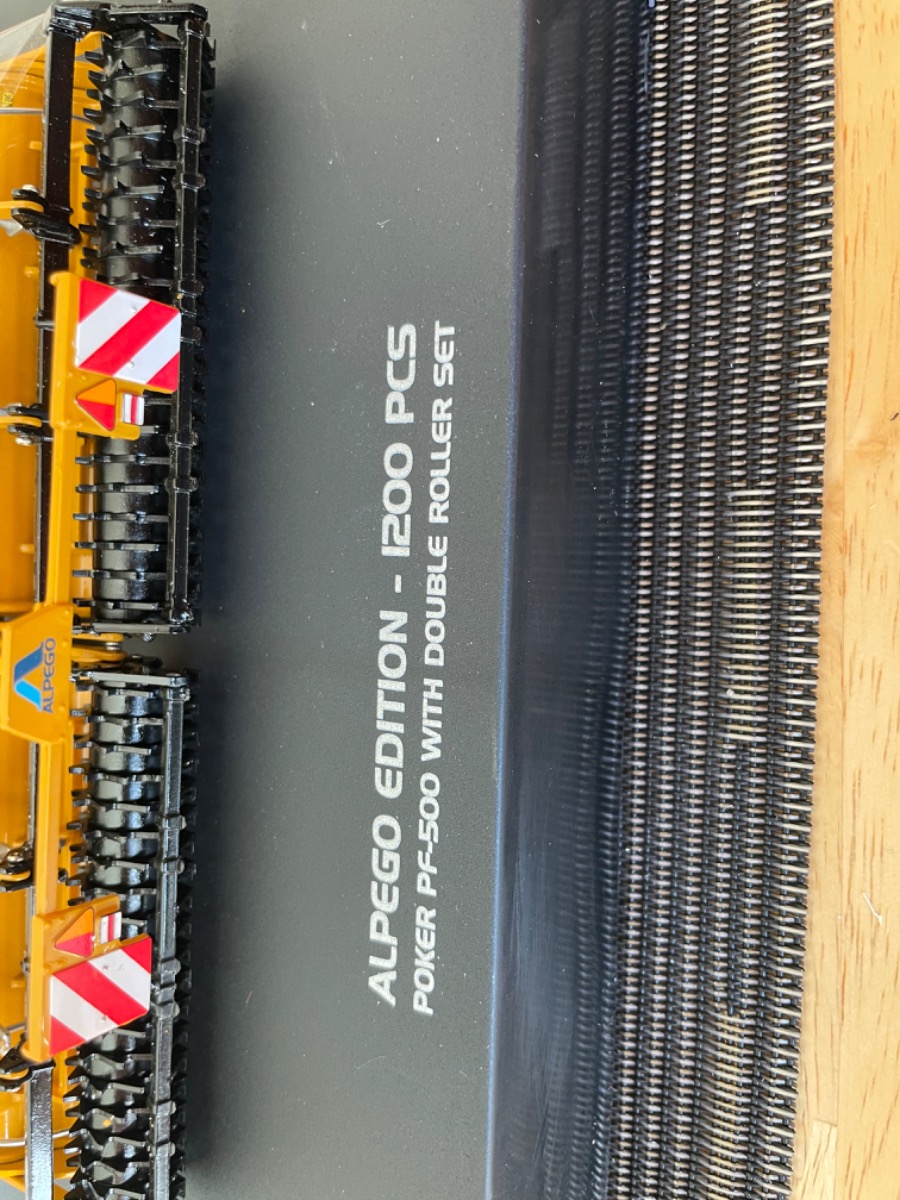 ALPEGO EDITION - 1200 PCS
POKER PF-500 WITH DOUBLE ROLLER SET
ALPEGO